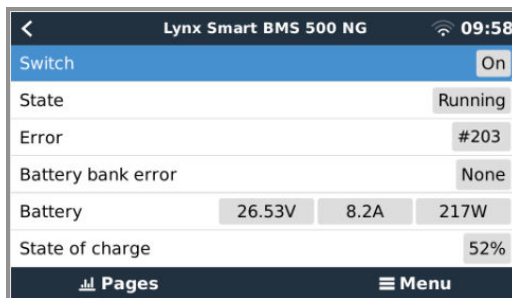 Lynx Smart BMS 500 NG 09:58
Switch On
State Running
Error #203
Battery bank error None
Battery 26.53V 8.2A 217W
State of charge 52%
Pages Menu